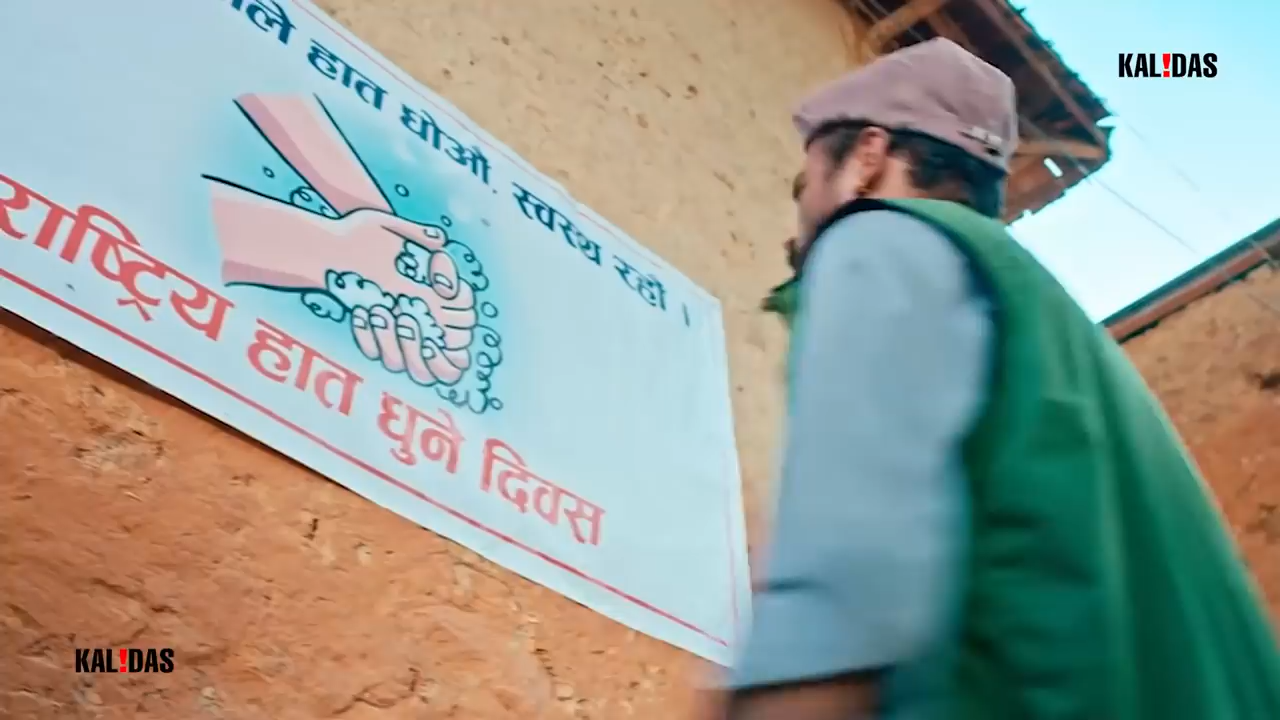 हात धोऔ, स्वस्थ रहौं ।
राष्ट्रिय हात धुने दिवस
KAL!DAS
KAL!DAS